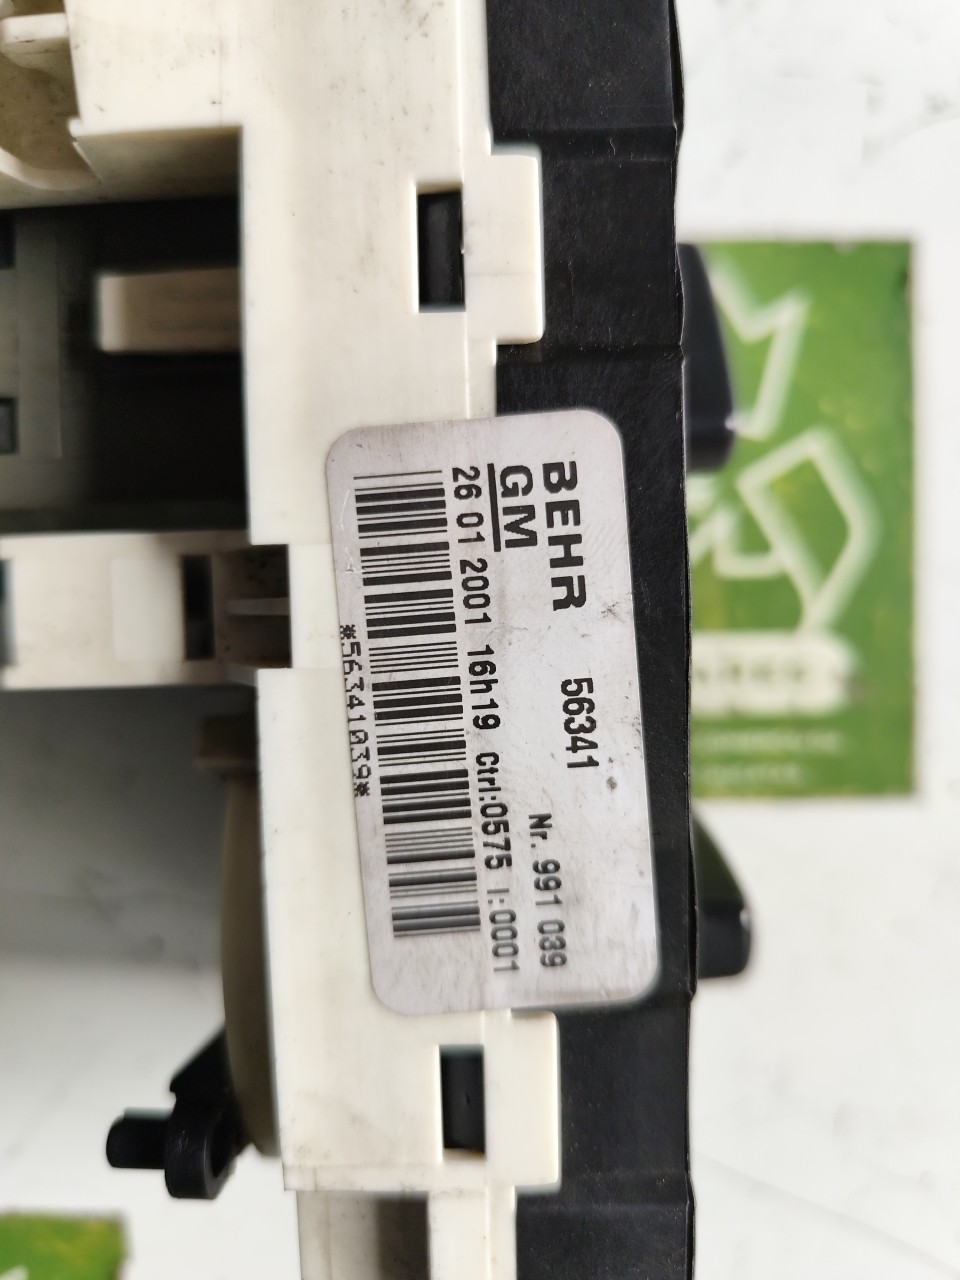 BEHR 56341 Nr. 991 039
GM
26 01 2001 16h19 Ctrl:0575 I:0001
*56341039*